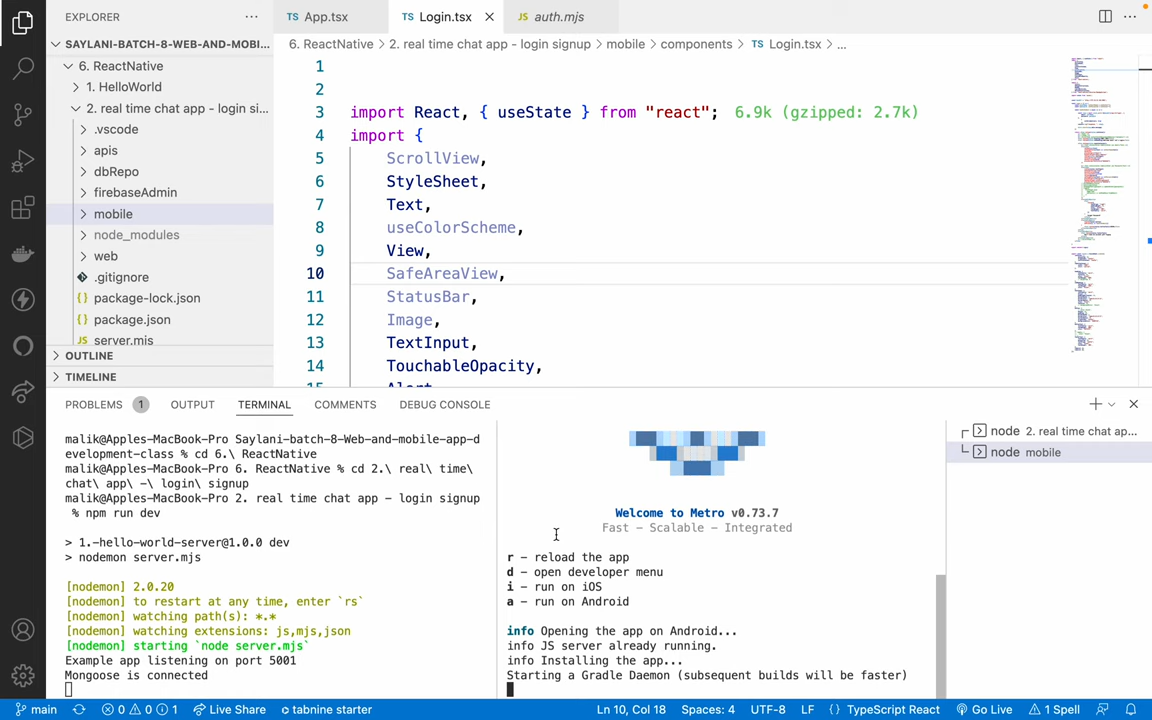 EXPLORER
SAYLANI-BATCH-8-WEB-AND-MOBI...
6. ReactNative
1. HelloWorld
2. real time chat app - login si...
.vscode
apis
dbRepo
firebaseAdmin
mobile
node_modules
web
.gitignore
{} package-lock.json
{} package.json
JS server.mjs
OUTLINE
TIMELINE
TS App.tsx
TS Login.tsx
JS auth.mjs
6. ReactNative > 2. real time chat app - login signup > mobile > components > TS Login.tsx > ...
1
2
3 import React, { useState } from "react"; 6.9k (gzipped: 2.7k)
4 import {
5 ScrollView,
6 StyleSheet,
7 Text,
8 useColorScheme,
9 View,
10 SafeAreaView,
11 StatusBar,
12 Image,
13 TextInput,
14 TouchableOpacity,
15 Alert
PROBLEMS 1 OUTPUT TERMINAL COMMENTS DEBUG CONSOLE
malik@Apples-MacBook-Pro Saylani-batch-8-Web-and-mobile-app-d
evelopment-class % cd 6.\ ReactNative
malik@Apples-MacBook-Pro 6. ReactNative % cd 2.\ real\ time\
chat\ app\ -\ login\ signup
malik@Apples-MacBook-Pro 2. real time chat app - login signup
% npm run dev
> 1.-hello-world-server@1.0.0 dev
> nodemon server.mjs
[nodemon] 2.0.20
[nodemon] to restart at any time, enter `rs`
[nodemon] watching path(s): *.*
[nodemon] watching extensions: js,mjs,json
[nodemon] starting `node server.mjs`
Example app listening on port 5001
Mongoose is connected
Welcome to Metro v0.73.7
Fast - Scalable - Integrated
r - reload the app
d - open developer menu
i - run on iOS
a - run on Android
info Opening the app on Android...
info JS server already running.
info Installing the app...
Starting a Gradle Daemon (subsequent builds will be faster)
node 2. real time chat ap...
node mobile
main 0 0 1 Live Share tabnine starter Ln 10, Col 18 Spaces: 4 UTF-8 LF {} TypeScript React Go Live 1 Spell